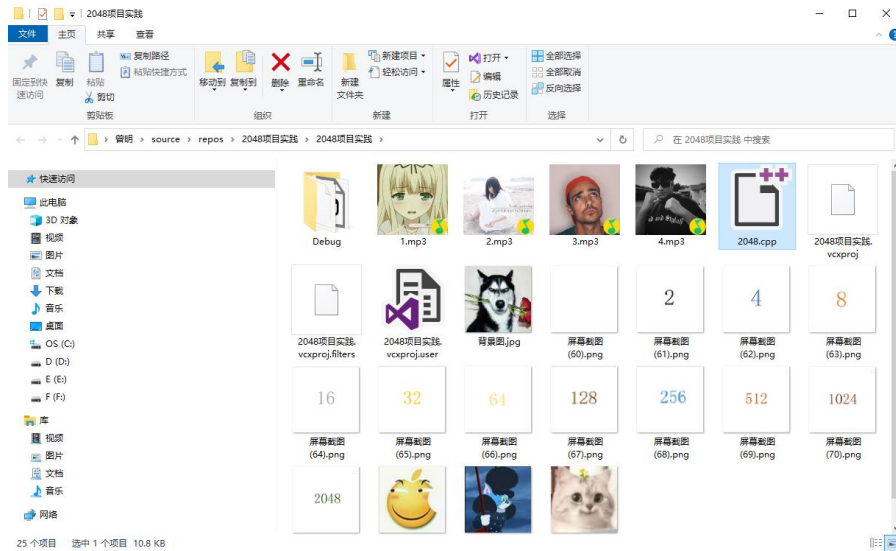 2048项目实践
文件 主页 共享 查看
固定到快速访问
复制
粘贴
复制路径
粘贴快捷方式
剪切
剪贴板
移动到 复制到 删除 重命名
组织
新建
文件夹
新建项目
轻松访问
新建
属性
打开
编辑
历史记录
打开
全部选择
全部取消
反向选择
选择
曾明 > source > repos > 2048项目实践 > 2048项目实践 >
在 2048项目实践 中搜索
快速访问
此电脑
3D 对象
视频
图片
文档
下载
音乐
桌面
OS (C:)
D (D:)
E (E:)
F (F:)
库
视频
图片
文档
音乐
网络
Debug
1.mp3
2.mp3
3.mp3
4.mp3
2048.cpp
2048项目实践.
vcxproj
2048项目实践.
vcxproj.filters
2048项目实践.
vcxproj.user
背景图.jpg
屏幕截图
(60).png
2
屏幕截图
(61).png
4
屏幕截图
(62).png
8
屏幕截图
(63).png
16
屏幕截图
(64).png
32
屏幕截图
(65).png
64
屏幕截图
(66).png
128
屏幕截图
(67).png
256
屏幕截图
(68).png
512
屏幕截图
(69).png
1024
屏幕截图
(70).png
2048
25 个项目 选中 1 个项目 10.8 KB